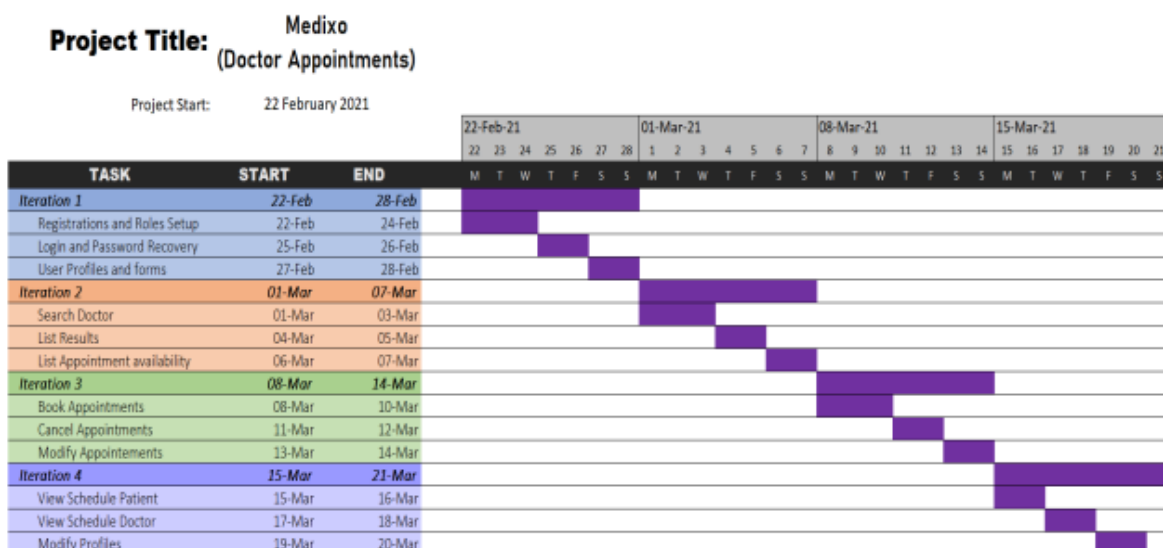 Medixo
Project Title:
(Doctor Appointments)
Project Start: 22 February 2021
22-Feb-21 01-Mar-21 08-Mar-21 15-Mar-21
22 23 24 25 26 27 28 1 2 3 4 5 6 7 8 9 10 11 12 13 14 15 16 17 18 19 20 21
TASK START END M T W T F S S M T W T F S S M T W T F S S M T W T F S S
Iteration 1 22-Feb 28-Feb
Registrations and Roles Setup 22-Feb 24-Feb
Login and Password Recovery 25-Feb 26-Feb
User Profiles and forms 27-Feb 28-Feb
Iteration 2 01-Mar 07-Mar
Search Doctor 01-Mar 03-Mar
List Results 04-Mar 05-Mar
List Appointment availability 06-Mar 07-Mar
Iteration 3 08-Mar 14-Mar
Book Appointments 08-Mar 10-Mar
Cancel Appointments 11-Mar 12-Mar
Modify Appointements 13-Mar 14-Mar
Iteration 4 15-Mar 21-Mar
View Schedule Patient 15-Mar 16-Mar
View Schedule Doctor 17-Mar 18-Mar
Modify Profiles 19-Mar 20-Mar